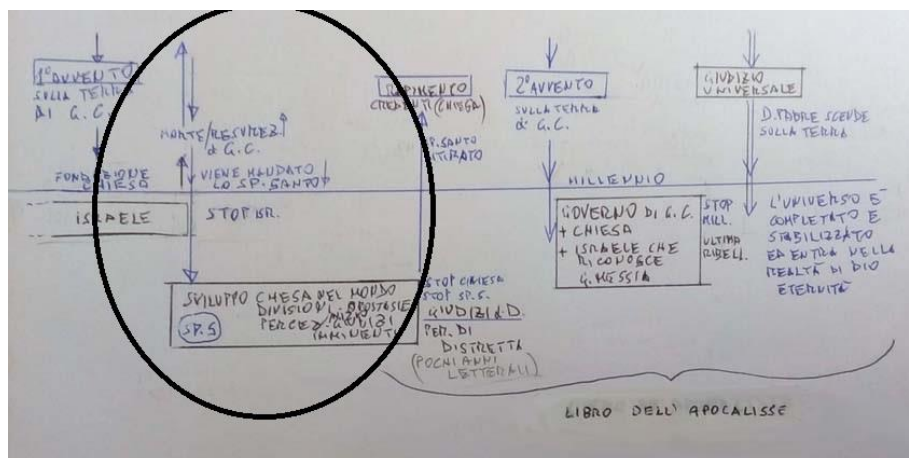 1° AVVENTO
SULLA TERRA
DI G.C.
FONDAZIONE
CHIESA
ISRAELE
MORTE/RESUREZ.
di G.C.
VIENE MANDATO
LO SP. SANTO
STOP ISR.
SVILUPPO CHIESA NEL MONDO
DIVISIONI, APOSTASIE
IMMINENTI
SP. S
RAPIMENTO
CREDENTI (CHIESA)
SP. SANTO
RITIRATO
STOP CHIESA
STOP SP. S.
GIUDIZI di D.
PER. DI
DISTRETTA
(POCHI ANNI
LETTERALI)
2° AVVENTO
SULLA TERRA
di G.C.
MILLENNIO
GOVERNO DI G.C.
+ CHIESA
+ ISRAELE CHE
RICONOSCE
G. MESSIA
STOP
MILL.
ULTIMA
RIBELL.
GIUDIZIO
UNIVERSALE
D. PADRE SCENDE
SULLA TERRA
L'UNIVERSO È
COMPLETATO E
STABILIZZATO
ED ENTRA NELLA
REALTÀ DI DIO
ETERNITÀ
LIBRO DELL'APOCALISSE